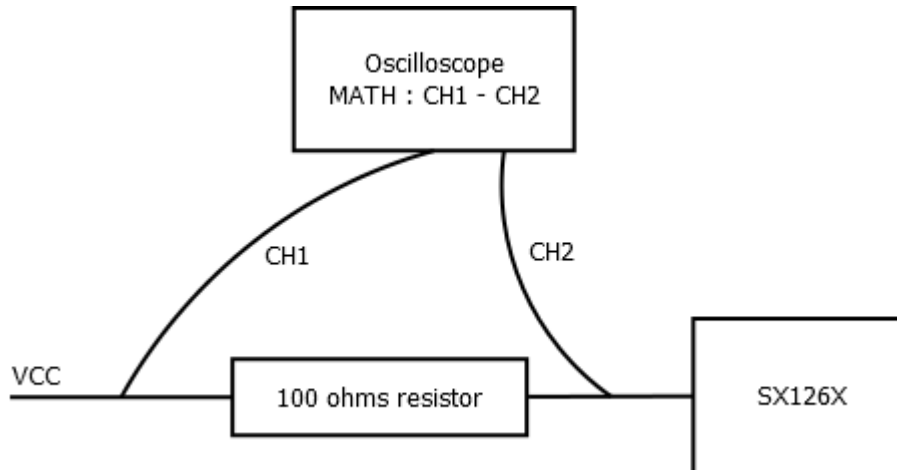 Oscilloscope
MATH : CH1 - CH2
CH1
CH2
VCC
100 ohms resistor
SX126X